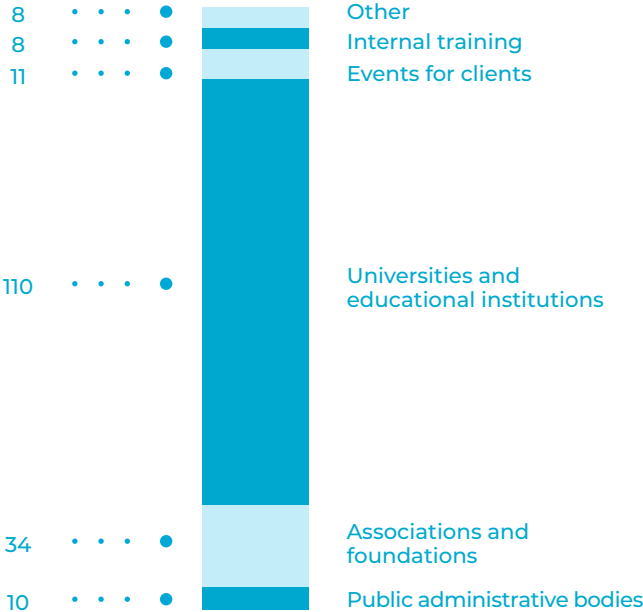 8 Other
8 Internal training
11 Events for clients
110 Universities and
educational institutions
34 Associations and
foundations
10 Public administrative bodies